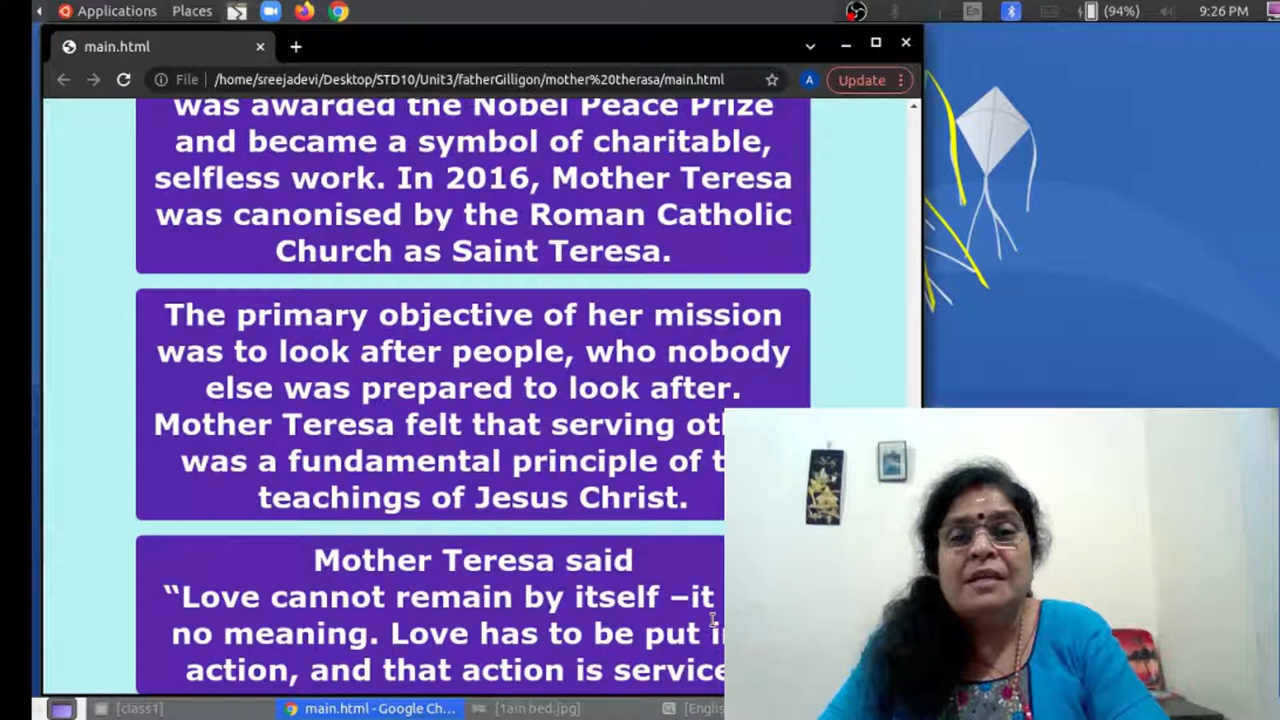 Applications Places En (94%) 9:26 PM
main.html
File /home/sreejadevi/Desktop/STD10/Unit3/fatherGilligon/mother%20therasa/main.html A Update
was awarded the Nobel Peace Prize
and became a symbol of charitable,
selfless work. In 2016, Mother Teresa
was canonised by the Roman Catholic
Church as Saint Teresa.
The primary objective of her mission
was to look after people, who nobody
else was prepared to look after.
Mother Teresa felt that serving
was a fundamental principle of
teachings of Jesus Christ.
Mother Teresa said
“Love cannot remain by itself –it
no meaning. Love has to be put
action, and that action is service
[class1] main.html - Google Ch... [1ain bed.jpg] [Englis